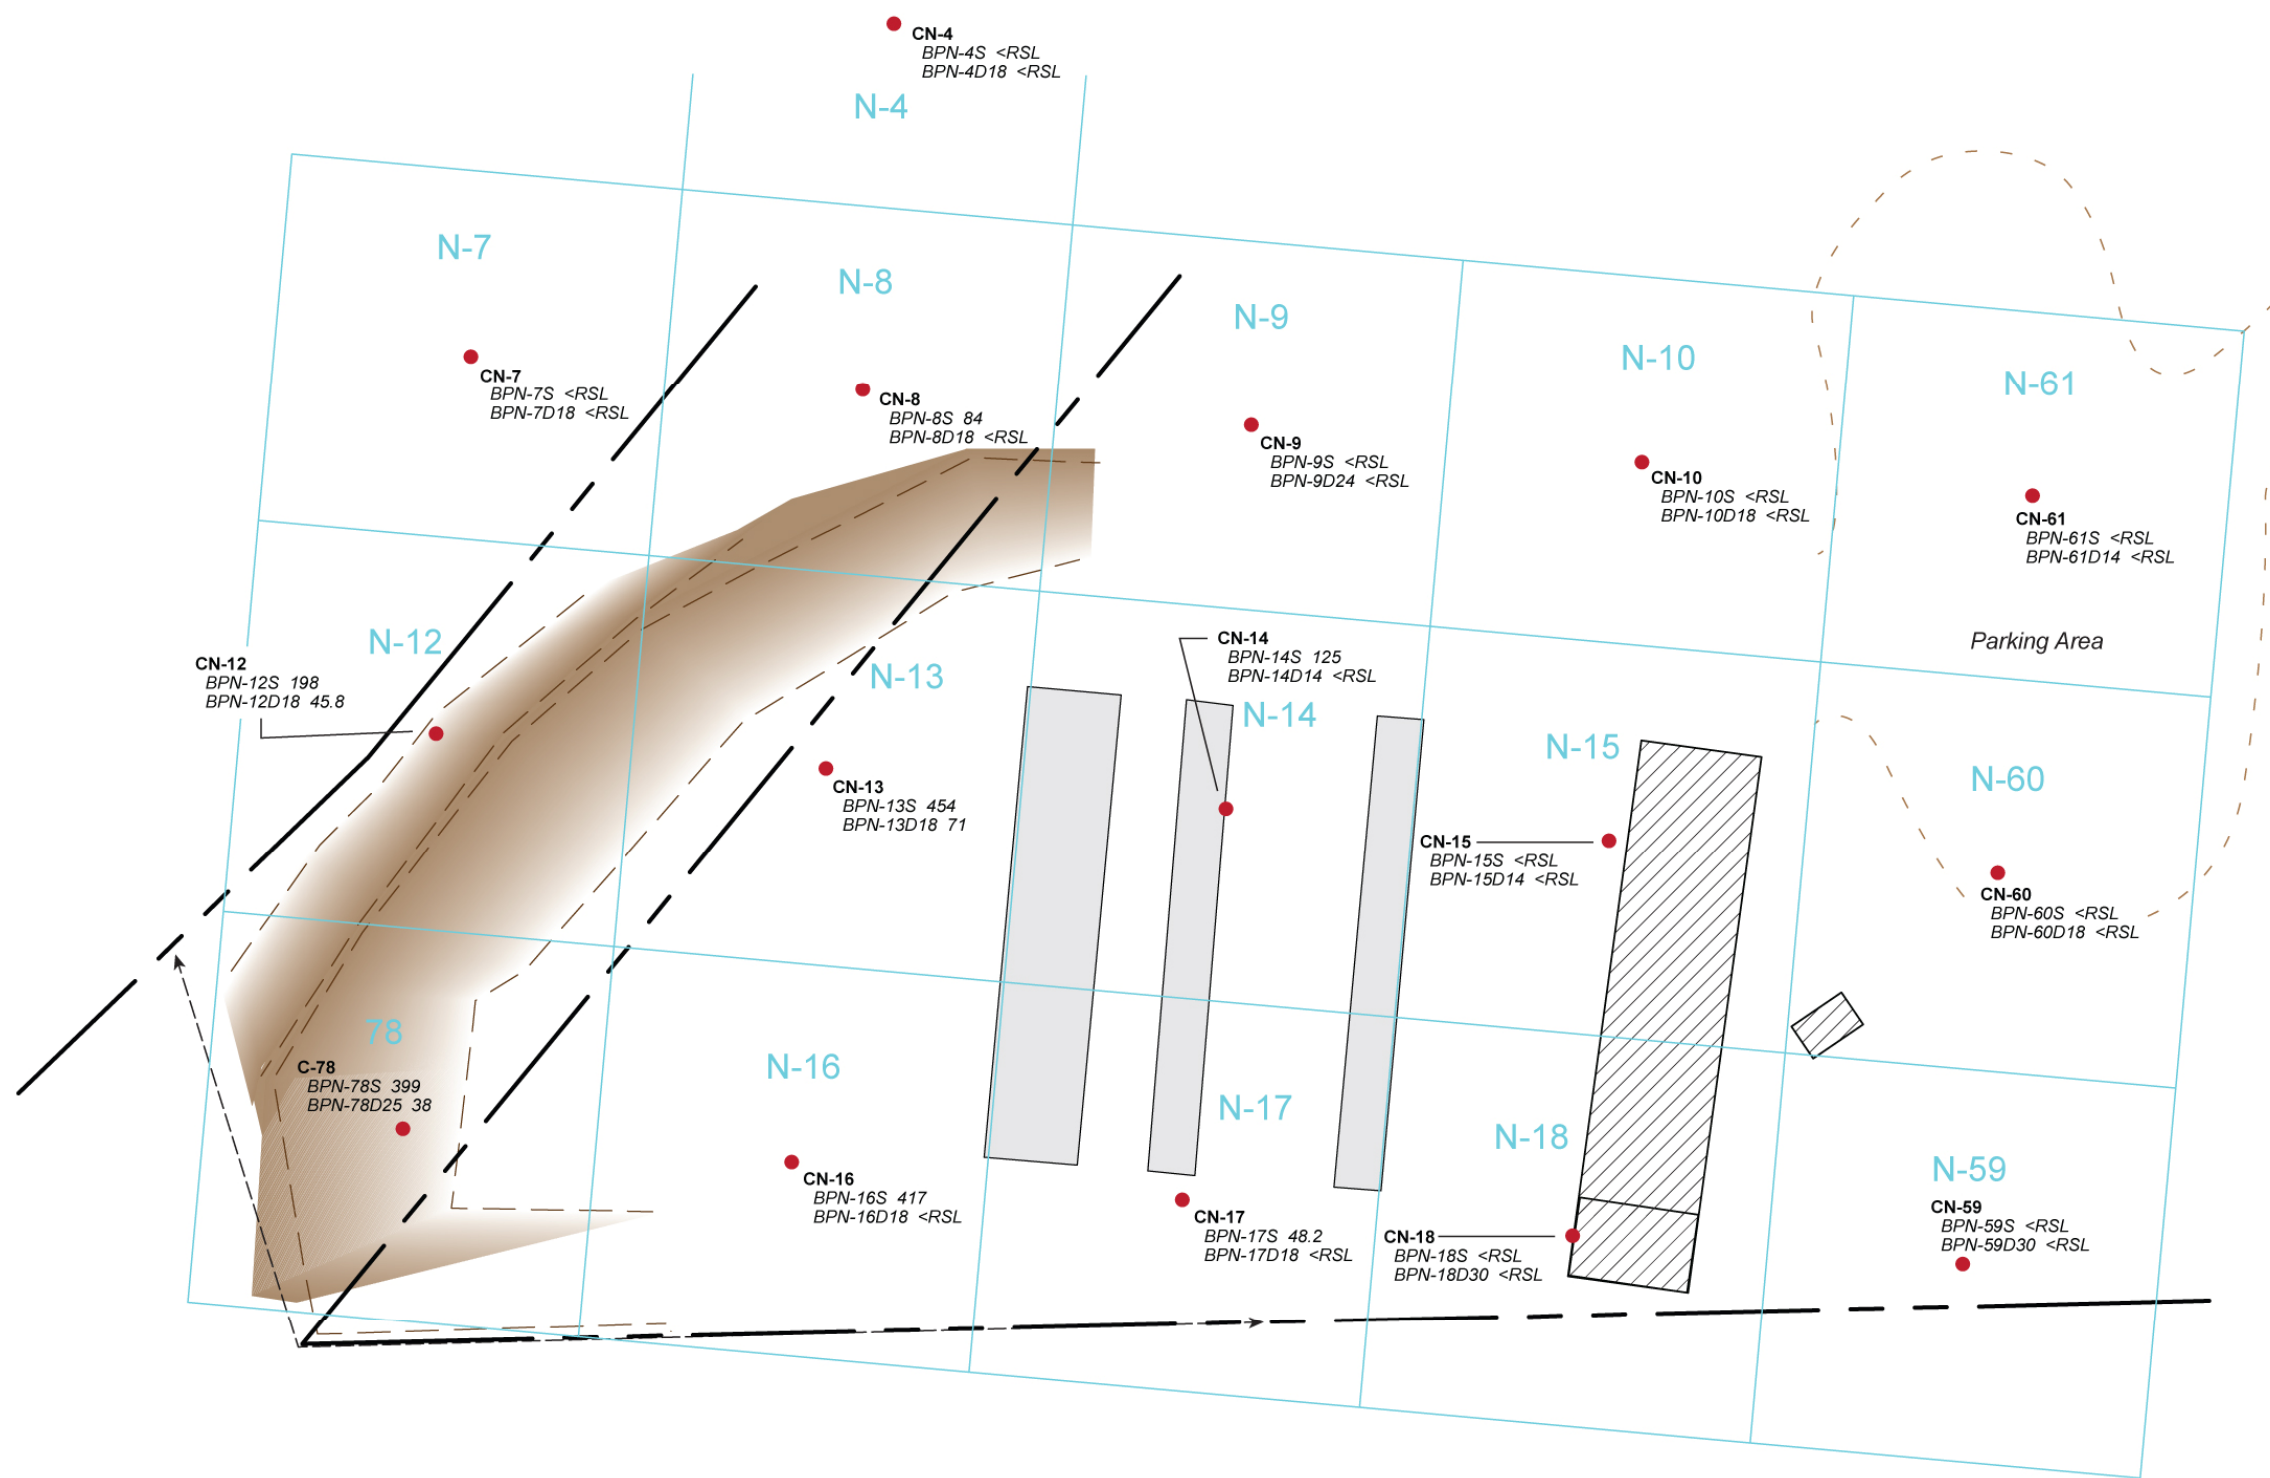 CN-4
BPN-4S <RSL
BPN-4D18 <RSL
N-4
N-7
N-8
N-9
N-10
N-61
CN-7
BPN-7S <RSL
BPN-7D18 <RSL
CN-8
BPN-8S 84
BPN-8D18 <RSL
CN-9
BPN-9S <RSL
BPN-9D24 <RSL
CN-10
BPN-10S <RSL
BPN-10D18 <RSL
CN-61
BPN-61S <RSL
BPN-61D14 <RSL
Parking Area
N-12
CN-12
BPN-12S 198
BPN-12D18 45.8
N-13
CN-13
BPN-13S 454
BPN-13D18 71
CN-14
BPN-14S 125
BPN-14D14 <RSL
N-14
N-15
CN-15
BPN-15S <RSL
BPN-15D14 <RSL
N-60
CN-60
BPN-60S <RSL
BPN-60D18 <RSL
78
C-78
BPN-78S 399
BPN-78D25 38
N-16
CN-16
BPN-16S 417
BPN-16D18 <RSL
N-17
CN-17
BPN-17S 48.2
BPN-17D18 <RSL
N-18
CN-18
BPN-18S <RSL
BPN-18D30 <RSL
N-59
CN-59
BPN-59S <RSL
BPN-59D30 <RSL